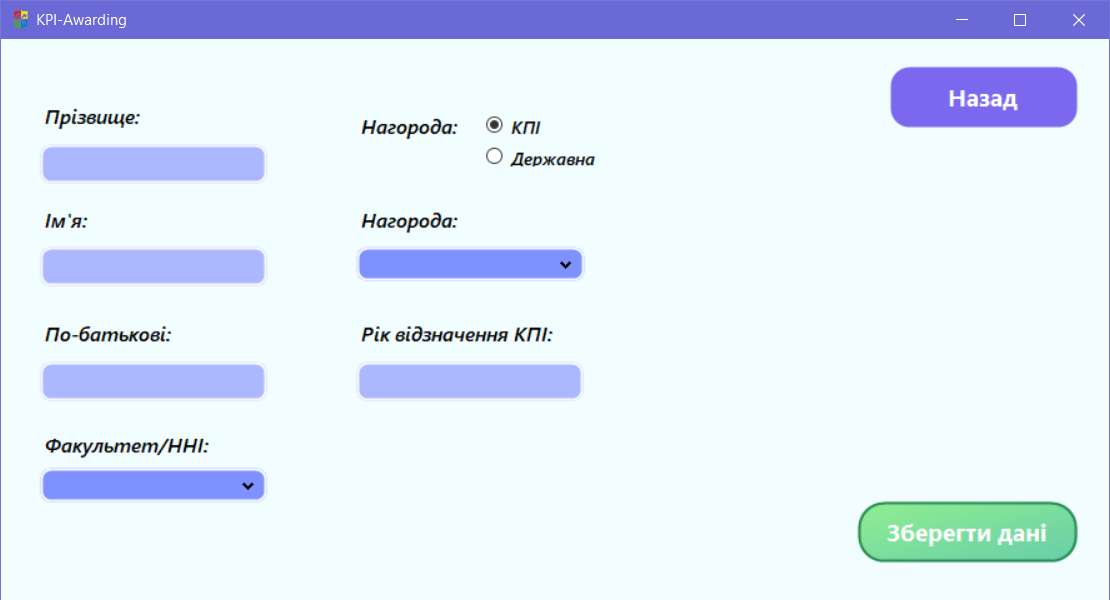 KPI-Awarding
Назад
Прізвище:
Нагорода:
КПІ
Державна
Ім'я:
Нагорода:
По-батькові:
Рік відзначення КПІ:
Факультет/ННІ:
Зберегти дані